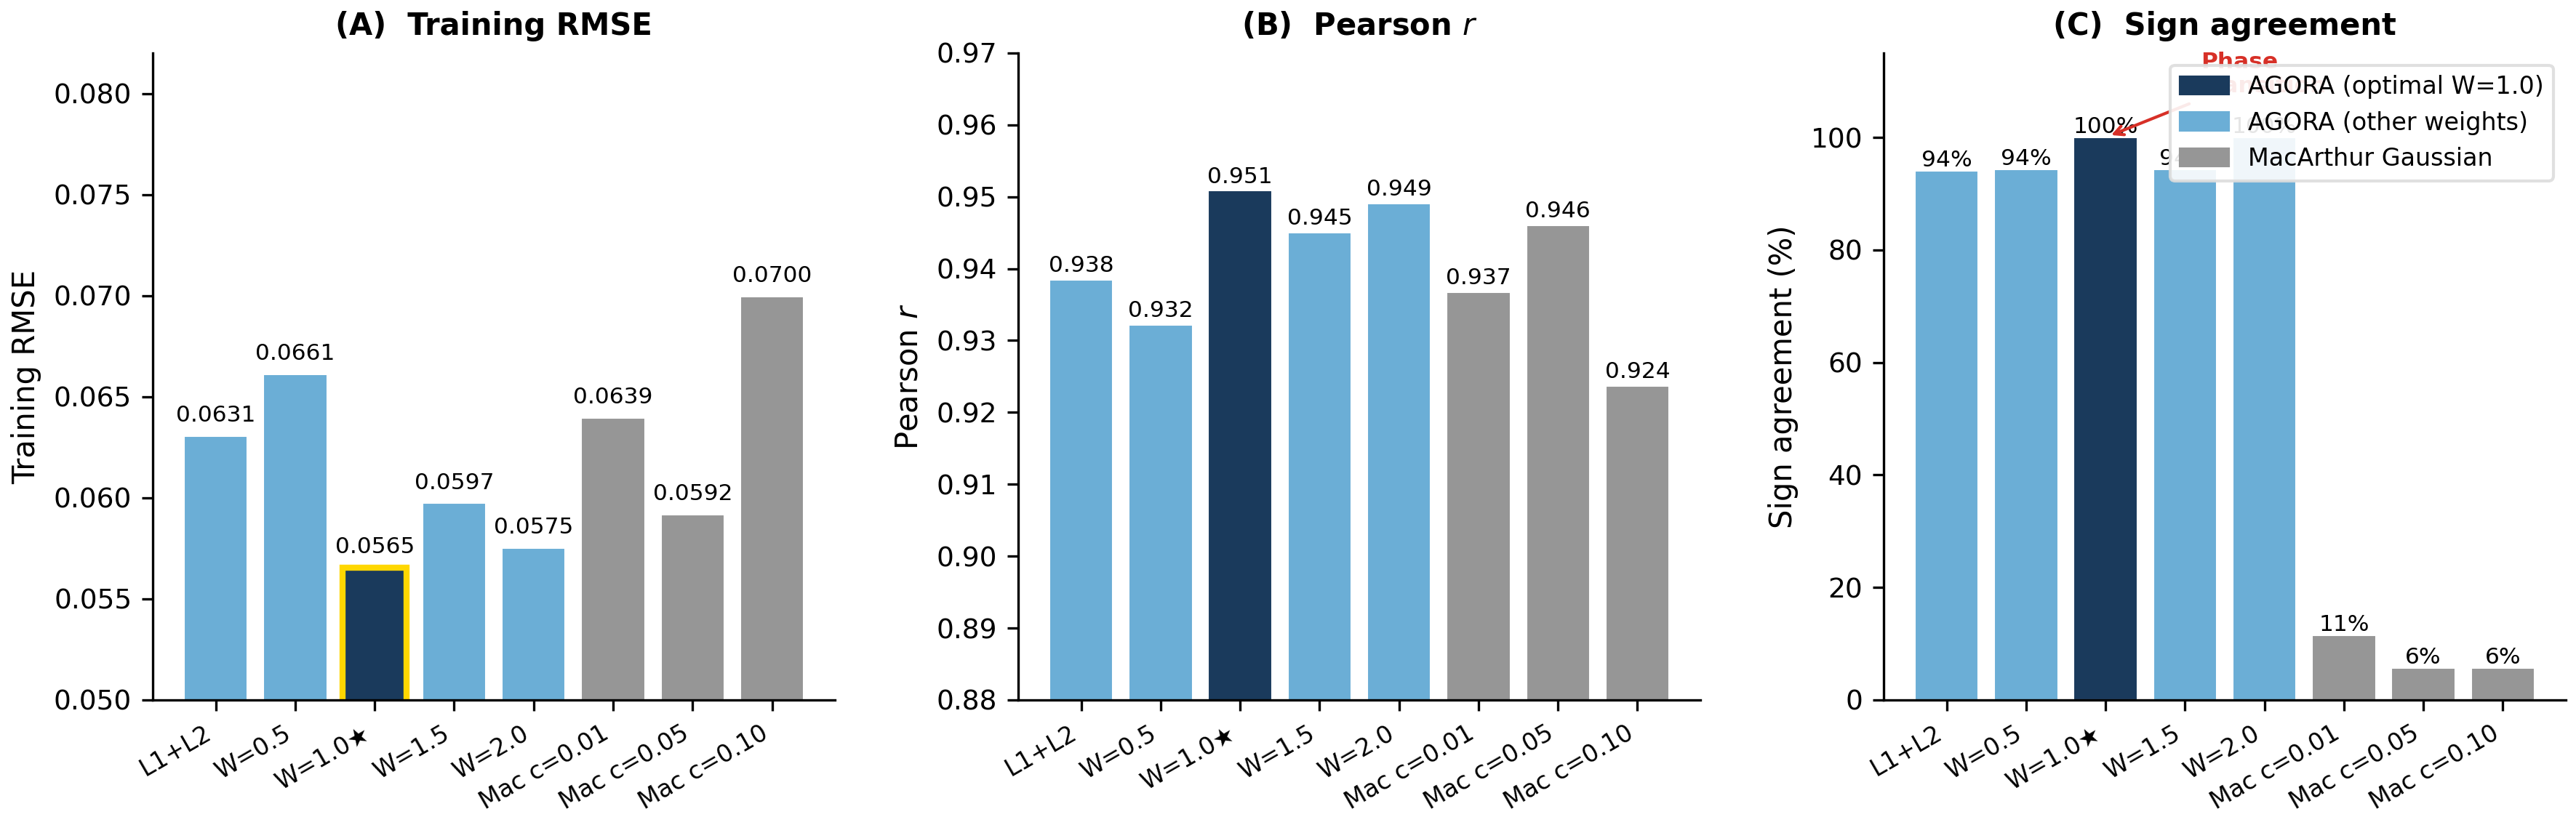 (A) Training RMSE
Training RMSE
0.080
0.075
0.070
0.065
0.060
0.055
0.050
0.0631
0.0661
0.0565
0.0597
0.0575
0.0639
0.0592
0.0700
L1+L2
W=0.5
W=1.0★
W=1.5
W=2.0
Mac c=0.01
Mac c=0.05
Mac c=0.10
(B) Pearson r
Pearson r
0.97
0.96
0.95
0.94
0.93
0.92
0.91
0.90
0.89
0.88
0.938
0.932
0.951
0.945
0.949
0.937
0.946
0.924
L1+L2
W=0.5
W=1.0★
W=1.5
W=2.0
Mac c=0.01
Mac c=0.05
Mac c=0.10
(C) Sign agreement
Sign agreement (%)
Phase
AGORA (optimal W=1.0)
AGORA (other weights)
MacArthur Gaussian
100
80
60
40
20
0
94%
94%
100%
11%
6%
6%
L1+L2
W=0.5
W=1.0★
W=1.5
W=2.0
Mac c=0.01
Mac c=0.05
Mac c=0.10